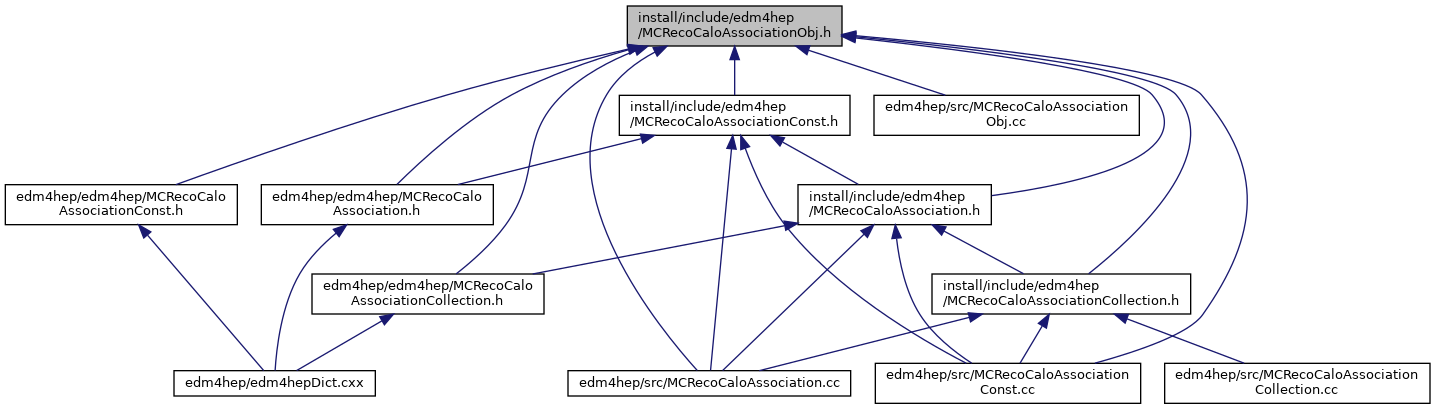 install/include/edm4hep
/MCRecoCaloAssociationObj.h
install/include/edm4hep
/MCRecoCaloAssociationConst.h
edm4hep/src/MCRecoCaloAssociation
Obj.cc
edm4hep/edm4hep/MCRecoCalo
AssociationConst.h
edm4hep/edm4hep/MCRecoCalo
Association.h
install/include/edm4hep
/MCRecoCaloAssociation.h
edm4hep/edm4hep/MCRecoCalo
AssociationCollection.h
install/include/edm4hep
/MCRecoCaloAssociationCollection.h
edm4hep/edm4hepDict.cxx
edm4hep/src/MCRecoCaloAssociation.cc
edm4hep/src/MCRecoCaloAssociation
Const.cc
edm4hep/src/MCRecoCaloAssociation
Collection.cc